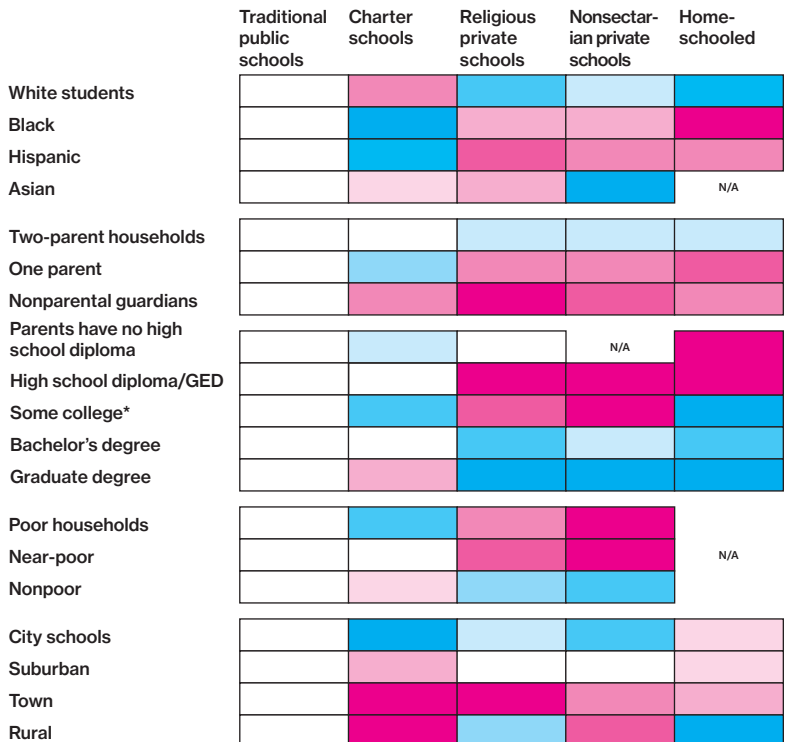 Traditional public schools
Charter schools
Religious private schools
Nonsectar-ian private schools
Home-schooled
White students
Black
Hispanic
Asian
N/A
Two-parent households
One parent
Nonparental guardians
Parents have no high
school diploma
N/A
High school diploma/GED
Some college*
Bachelor's degree
Graduate degree
Poor households
Near-poor
N/A
Nonpoor
City schools
Suburban
Town
Rural